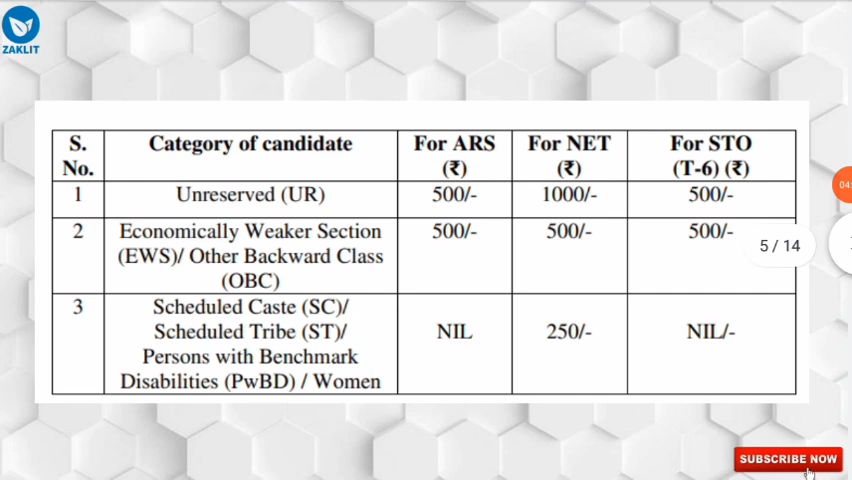 ZAKLIT
S. No. Category of candidate For ARS (₹) For NET (₹) For STO (T-6) (₹)
1 Unreserved (UR) 500/- 1000/- 500/-
2 Economically Weaker Section (EWS)/ Other Backward Class (OBC) 500/- 500/- 500/-
5 / 14
3 Scheduled Caste (SC)/ Scheduled Tribe (ST)/ Persons with Benchmark Disabilities (PwBD) / Women NIL 250/- NIL/-
04:
SUBSCRIBE NOW